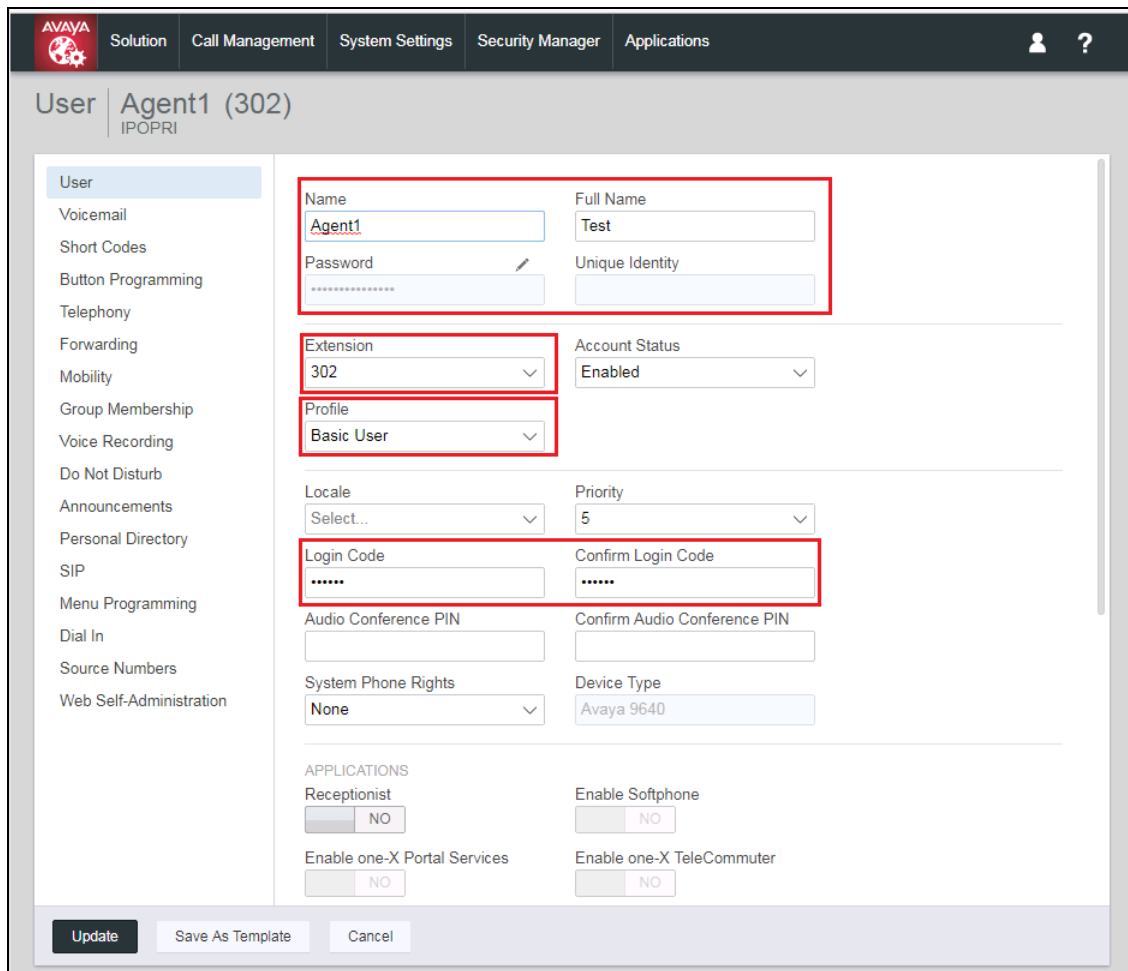 AVAYA
Solution Call Management System Settings Security Manager Applications ?
User Agent1 (302)
IPOPRI
User
Voicemail
Short Codes
Button Programming
Telephony
Forwarding
Mobility
Group Membership
Voice Recording
Do Not Disturb
Announcements
Personal Directory
SIP
Menu Programming
Dial In
Source Numbers
Web Self-Administration
Name Full Name
Agent1 Test
Password Unique Identity
•••••••••••••••
Extension Account Status
302 Enabled
Profile
Basic User
Locale Priority
Select... 5
Login Code Confirm Login Code
•••••• ••••••
Audio Conference PIN Confirm Audio Conference PIN
System Phone Rights Device Type
None Avaya 9640
APPLICATIONS
Receptionist Enable Softphone
NO NO
Enable one-X Portal Services Enable one-X TeleCommuter
NO NO
Update Save As Template Cancel